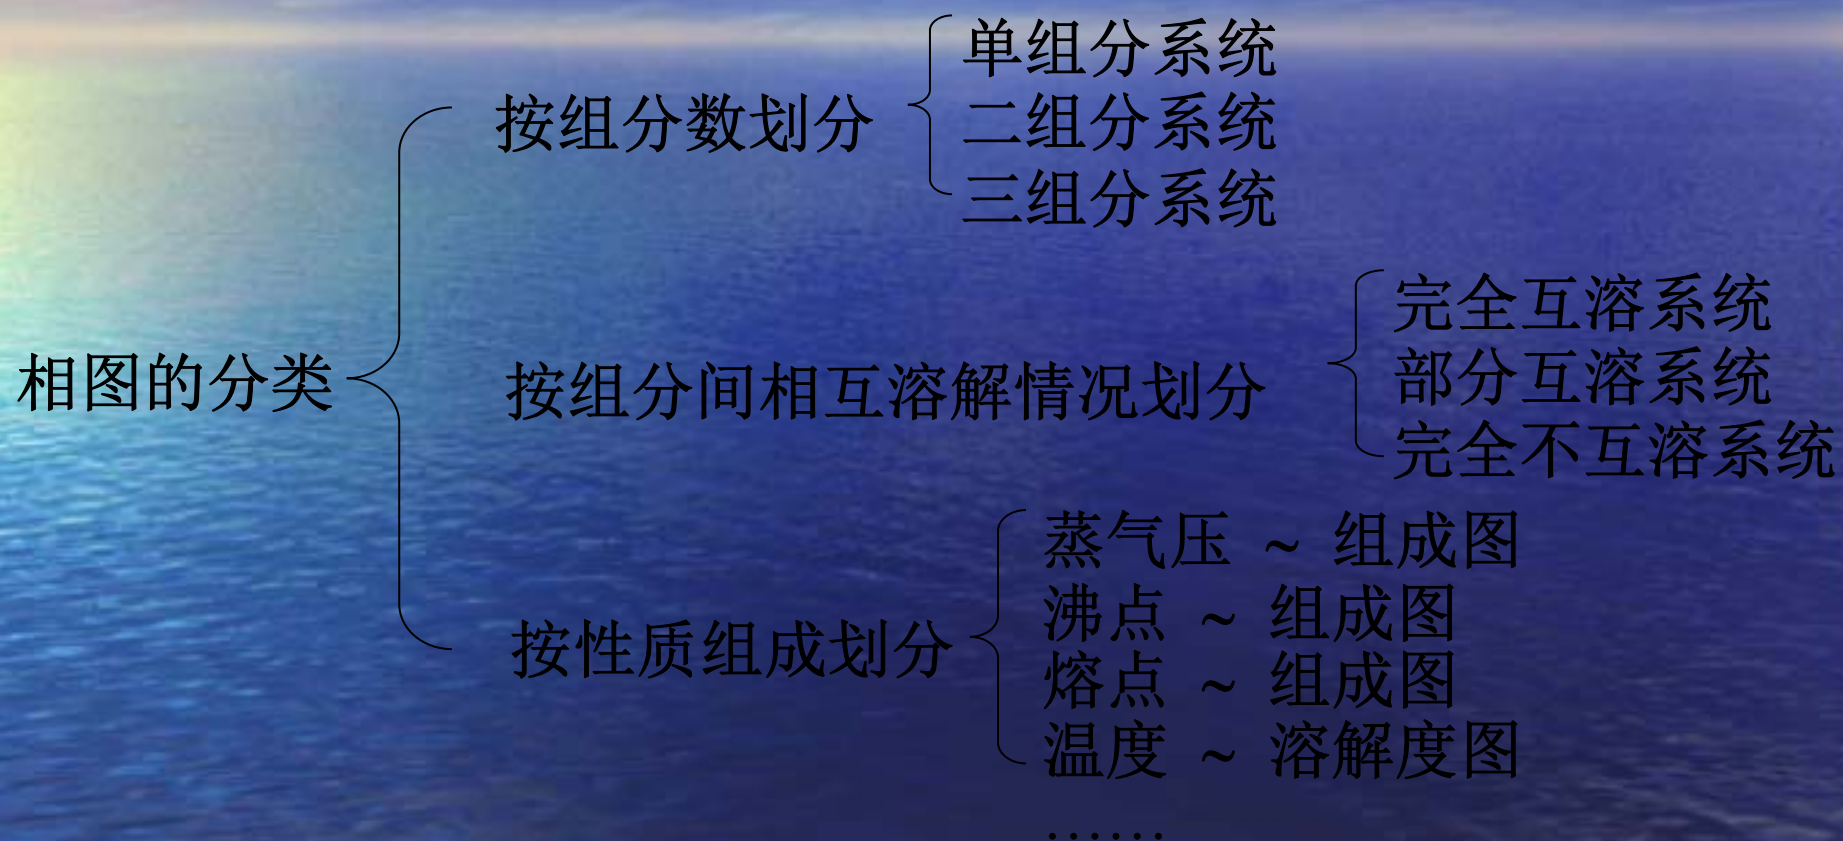 相图的分类
按组分数划分
单组分系统
二组分系统
三组分系统
按组分间相互溶解情况划分
完全互溶系统
部分互溶系统
完全不互溶系统
按性质组成划分
蒸气压 ~ 组成图
沸点 ~ 组成图
熔点 ~ 组成图
温度 ~ 溶解度图
……